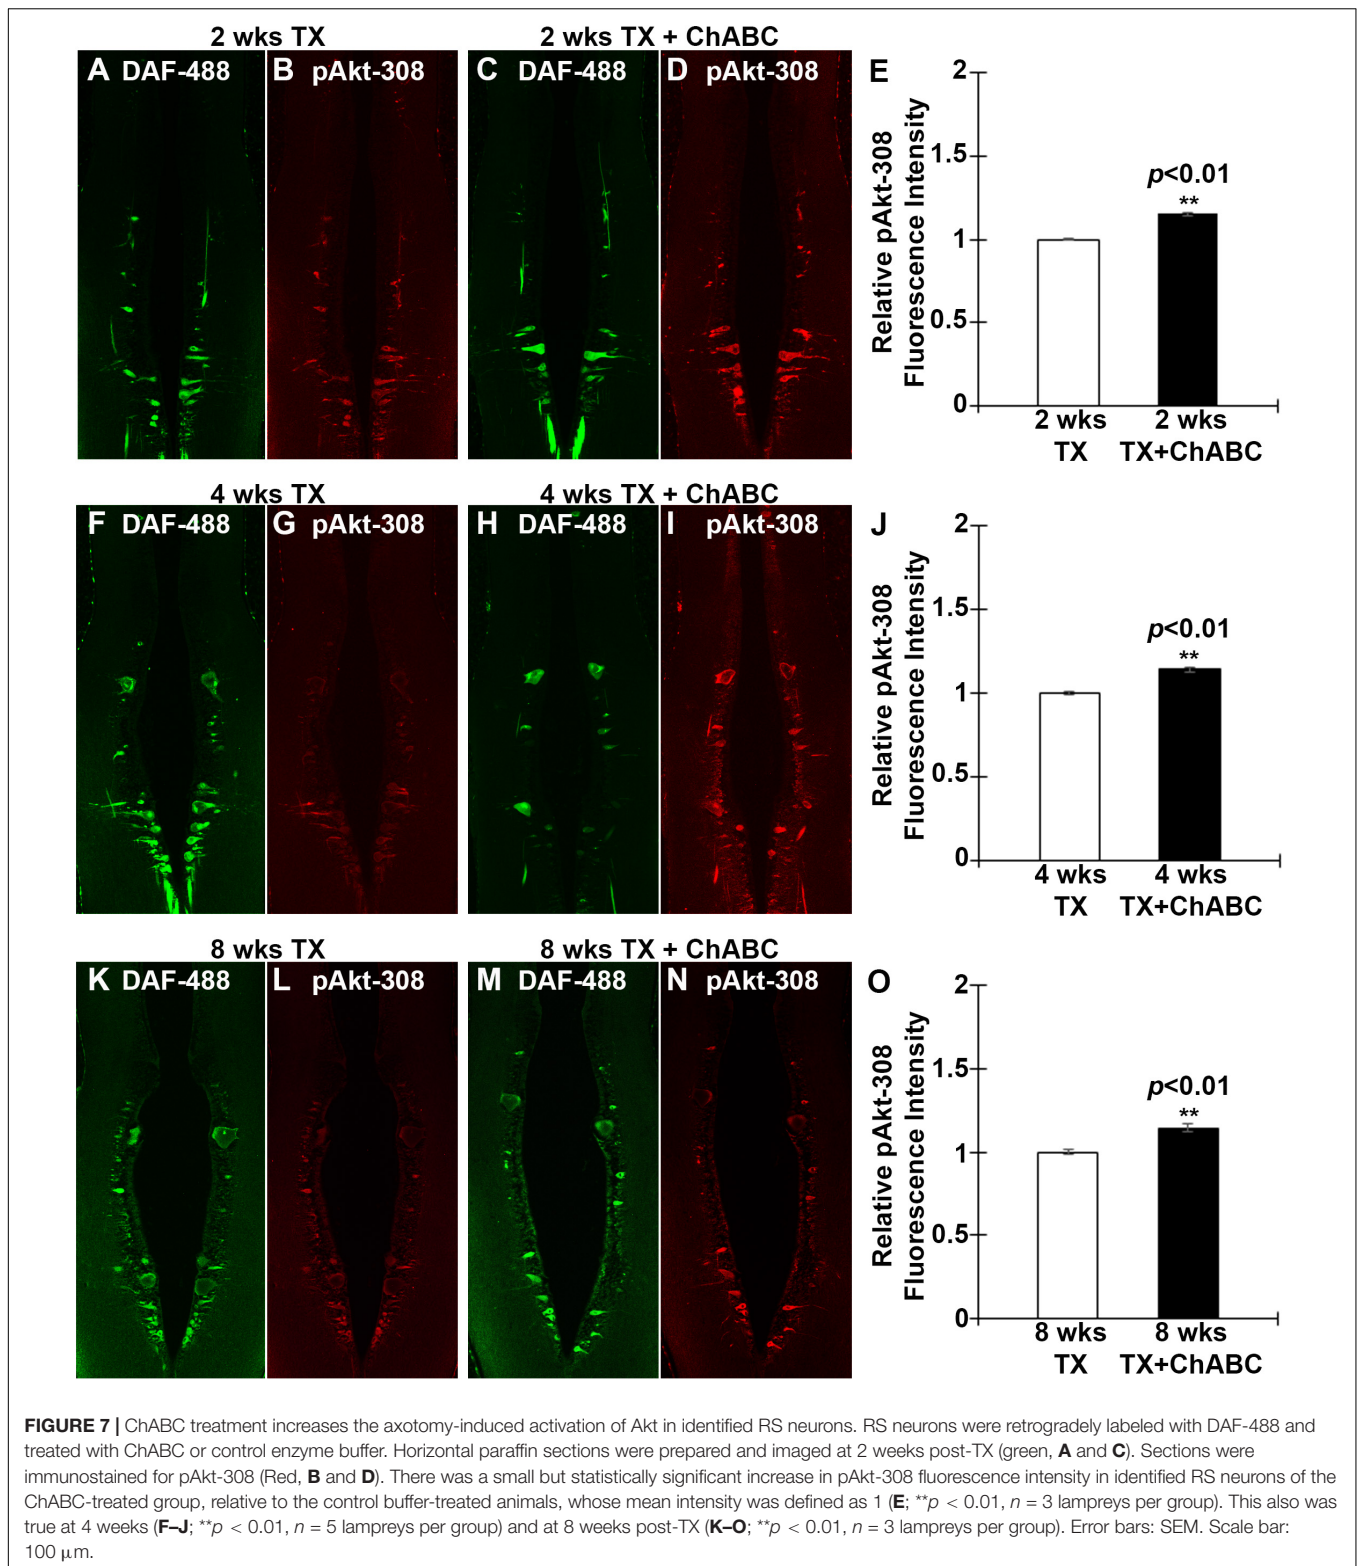 2 wks TX
2 wks TX + ChABC
A DAF-488
B pAkt-308
C DAF-488
D pAkt-308
E
Relative pAkt-308
Fluorescence Intensity
2
1.5
1
0.5
0
p<0.01
**
2 wks
TX
2 wks
TX+ChABC
4 wks TX
4 wks TX + ChABC
F DAF-488
G pAkt-308
H DAF-488
I pAkt-308
J
Relative pAkt-308
Fluorescence Intensity
2
1.5
1
0.5
0
p<0.01
**
4 wks
TX
4 wks
TX+ChABC
8 wks TX
8 wks TX + ChABC
K DAF-488
L pAkt-308
M DAF-488
N pAkt-308
O
Relative pAkt-308
Fluorescence Intensity
2
1.5
1
0.5
0
p<0.01
**
8 wks
TX
8 wks
TX+ChABC
FIGURE 7 | ChABC treatment increases the axotomy-induced activation of Akt in identified RS neurons. RS neurons were retrogradely labeled with DAF-488 and
treated with ChABC or control enzyme buffer. Horizontal paraffin sections were prepared and imaged at 2 weeks post-TX (green, A and C). Sections were
immunostained for pAkt-308 (Red, B and D). There was a small but statistically significant increase in pAkt-308 fluorescence intensity in identified RS neurons of the
ChABC-treated group, relative to the control buffer-treated animals, whose mean intensity was defined as 1 (E; **p < 0.01, n = 3 lampreys per group). This also was
true at 4 weeks (F–J; **p < 0.01, n = 5 lampreys per group) and at 8 weeks post-TX (K–O; **p < 0.01, n = 3 lampreys per group). Error bars: SEM. Scale bar:
100 μm.